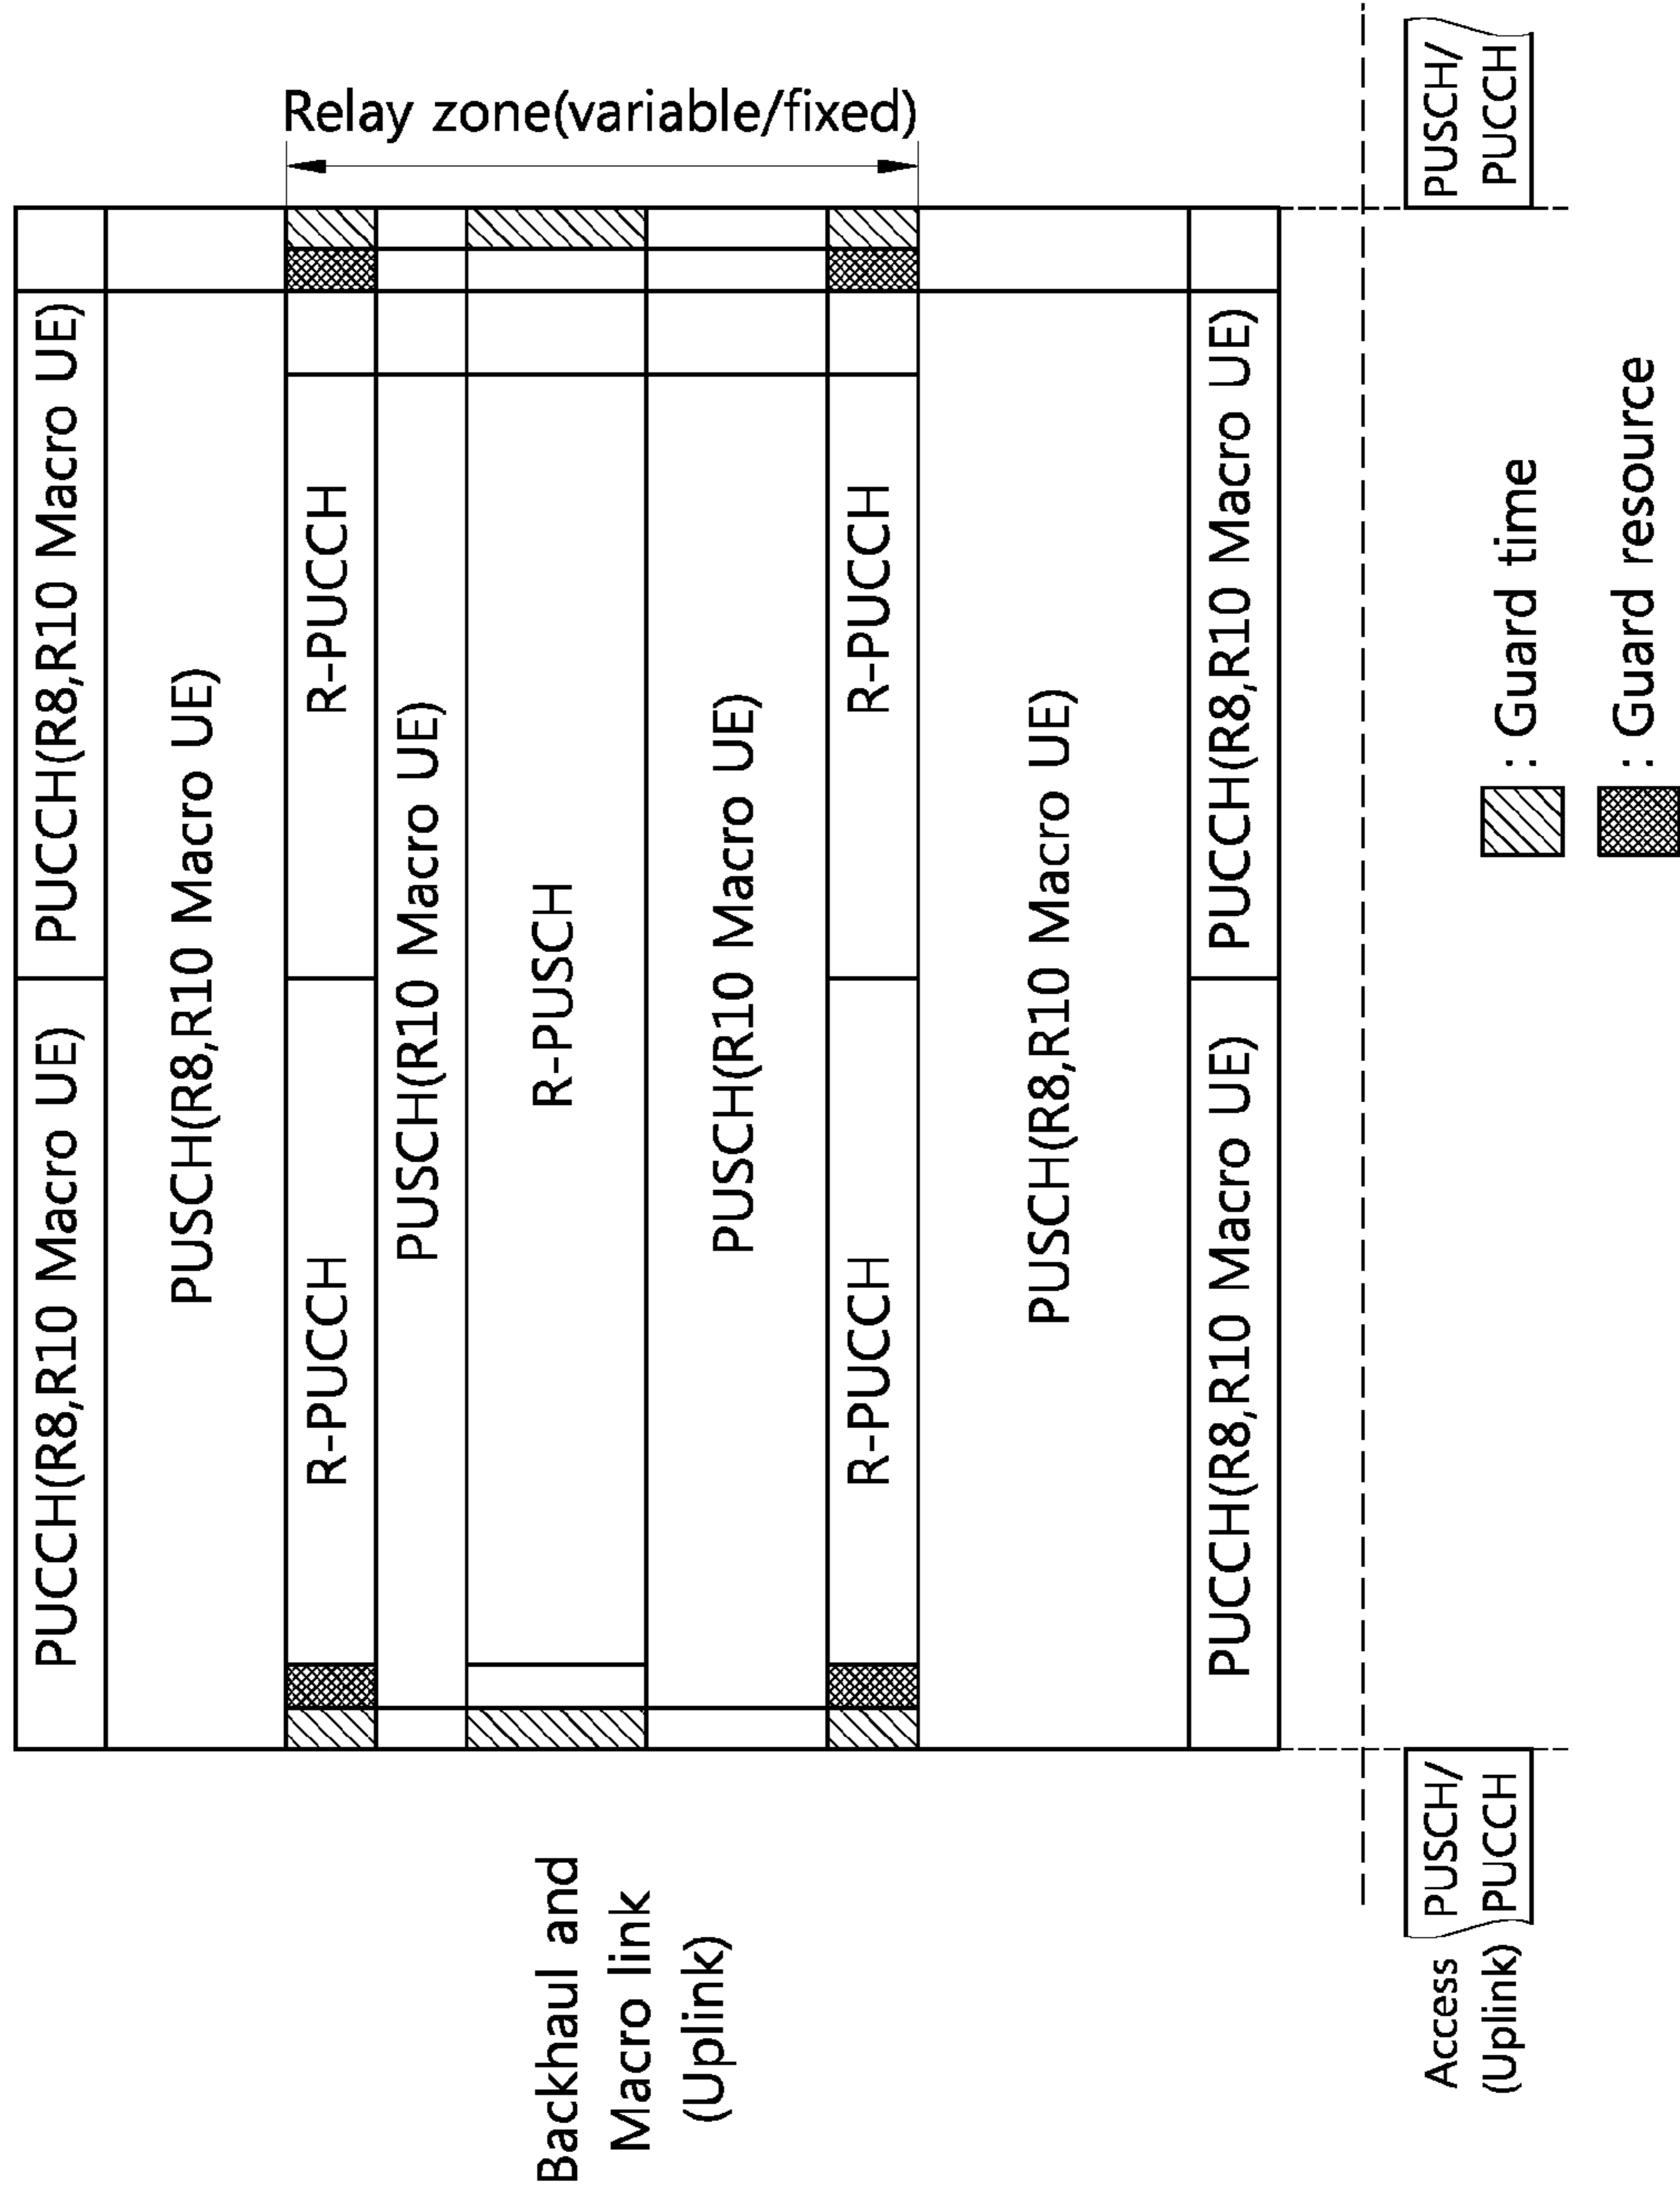 Relay zone(variable/fixed)
PUCCH(R8,R10 Macro UE)
PUCCH(R8,R10 Macro UE)
PUSCH(R8,R10 Macro UE)
R-PUCCH
R-PUCCH
PUSCH(R10 Macro UE)
Backhaul and
Macro link
(Uplink)
R-PUSCH
PUSCH(R10 Macro UE)
R-PUCCH
R-PUCCH
PUSCH(R8,R10 Macro UE)
PUCCH(R8,R10 Macro UE)
PUCCH(R8,R10 Macro UE)
Access
(Uplink)
PUSCH/
PUCCH
PUSCH/
PUCCH
: Guard time
: Guard resource